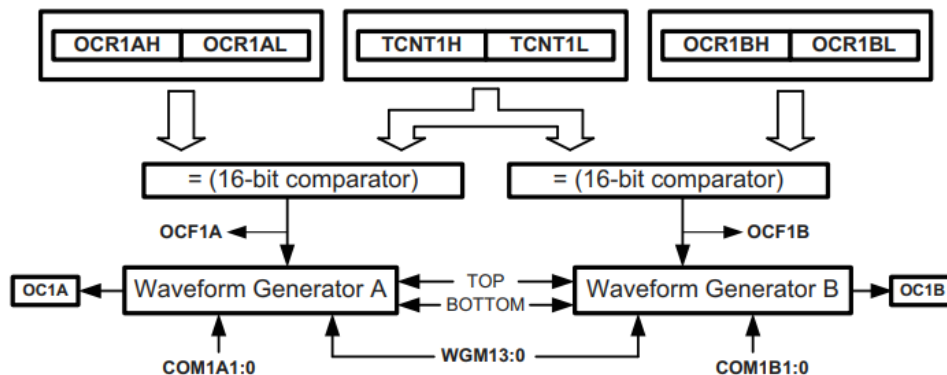 OCR1AH OCR1AL TCNT1H TCNT1L OCR1BH OCR1BL
= (16-bit comparator) = (16-bit comparator)
OCF1A OCF1B
Waveform Generator A TOP Waveform Generator B
OC1A BOTTOM OC1B
WGM13:0
COM1A1:0 COM1B1:0